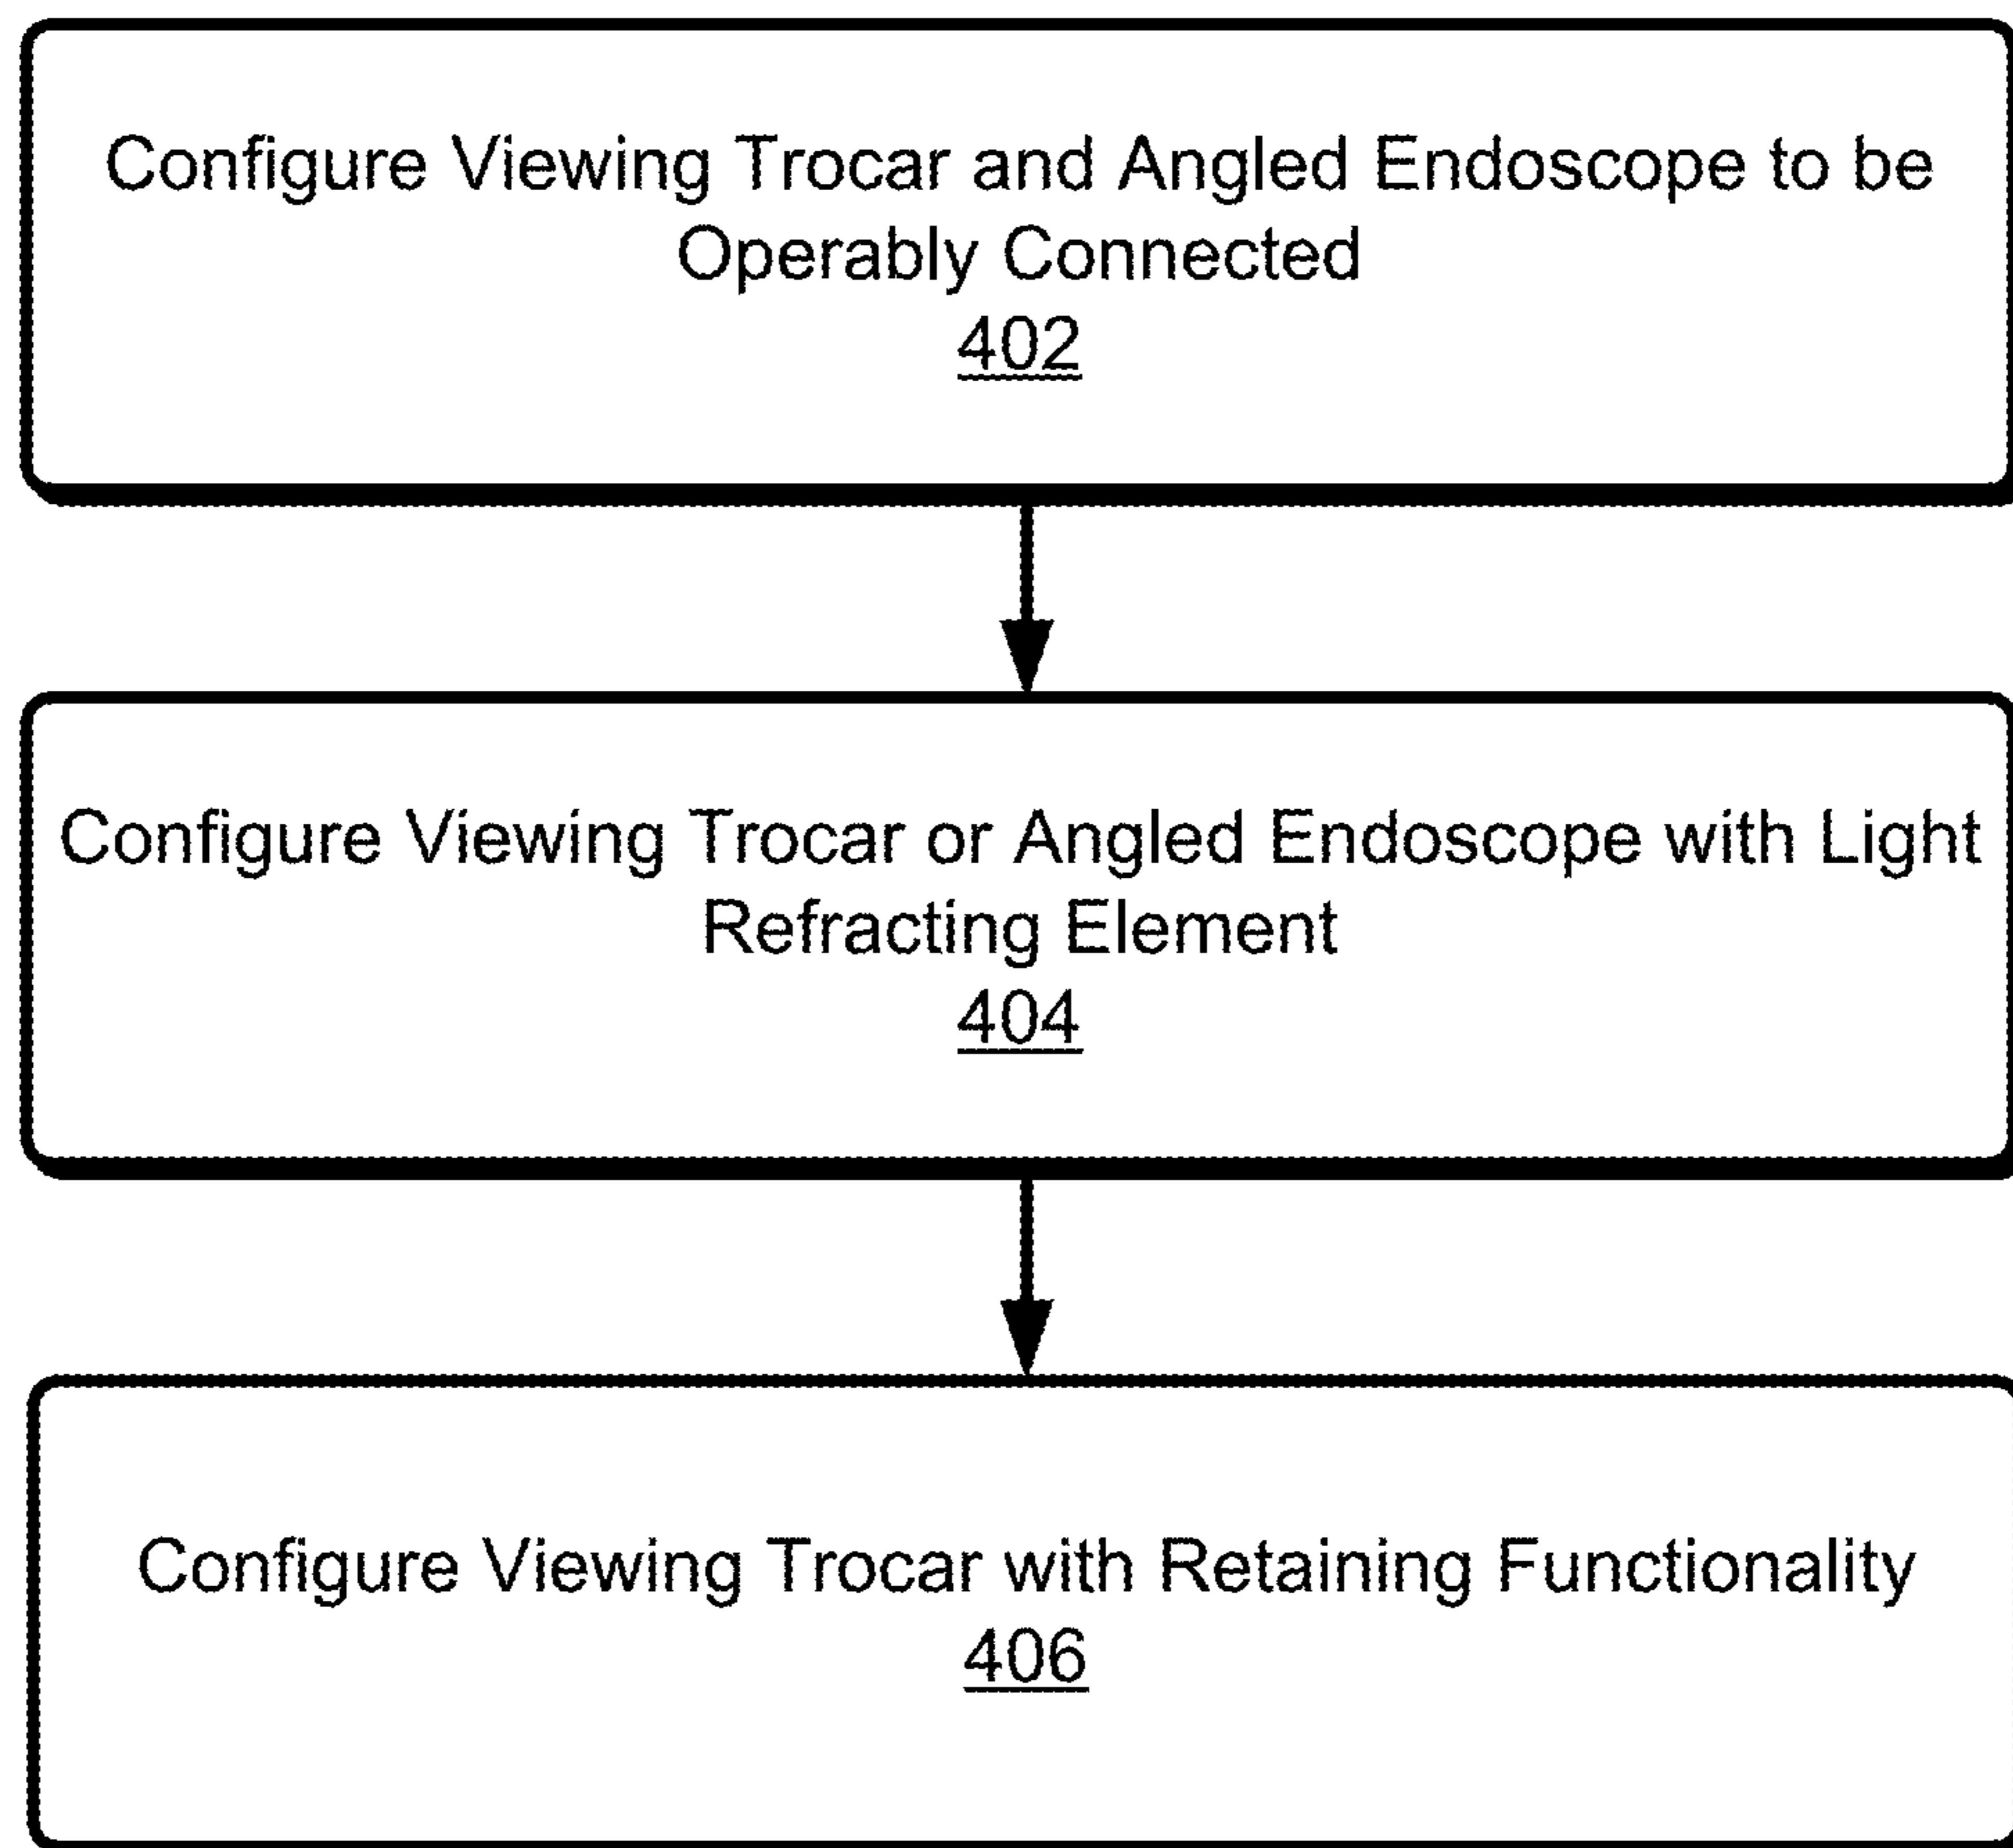 Configure Viewing Trocar and Angled Endoscope to be
Operably Connected
402
Configure Viewing Trocar or Angled Endoscope with Light
Refracting Element
404
Configure Viewing Trocar with Retaining Functionality
406